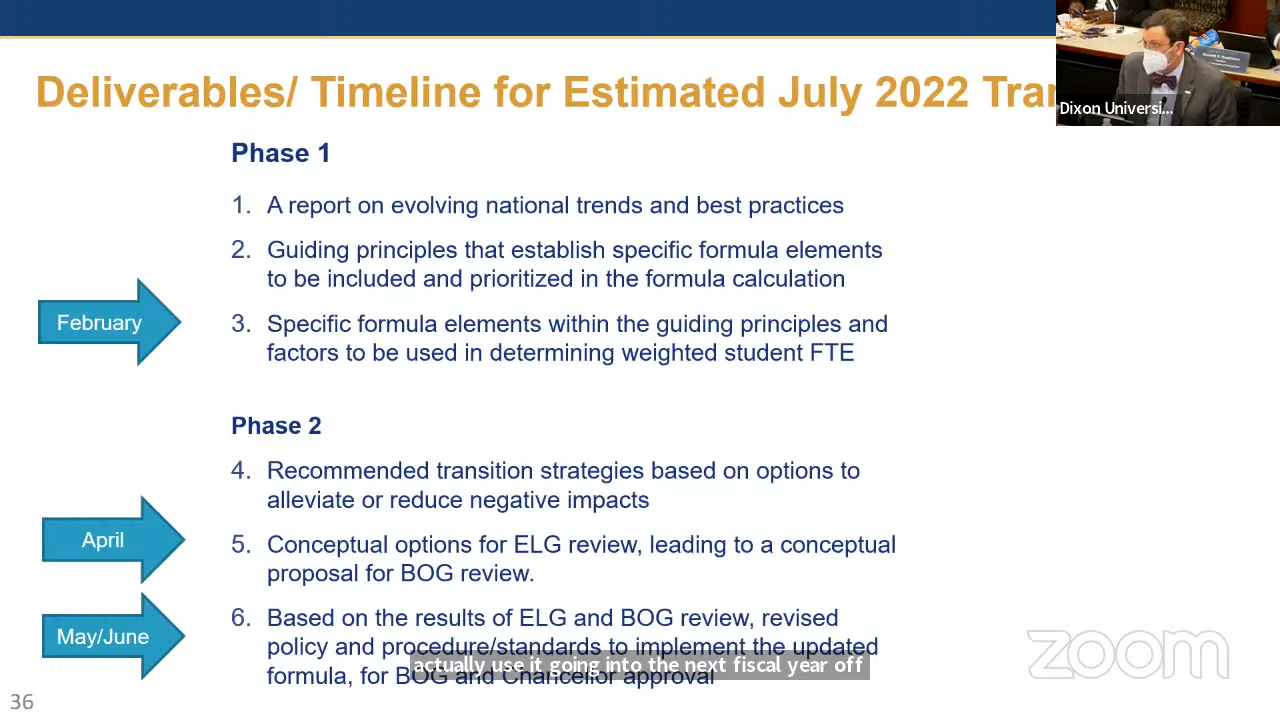 Deliverables/ Timeline for Estimated July 2022 Tra
Dixon Universi...
Phase 1
1. A report on evolving national trends and best practices
2. Guiding principles that establish specific formula elements
to be included and prioritized in the formula calculation
February
3. Specific formula elements within the guiding principles and
factors to be used in determining weighted student FTE
Phase 2
4. Recommended transition strategies based on options to
alleviate or reduce negative impacts
April
5. Conceptual options for ELG review, leading to a conceptual
proposal for BOG review.
May/June
6. Based on the results of ELG and BOG review, revised
policy and procedure/standards to implement the updated
formula, for BOG and Chancellor approval
actually use it going into the next fiscal year off
zoom
36